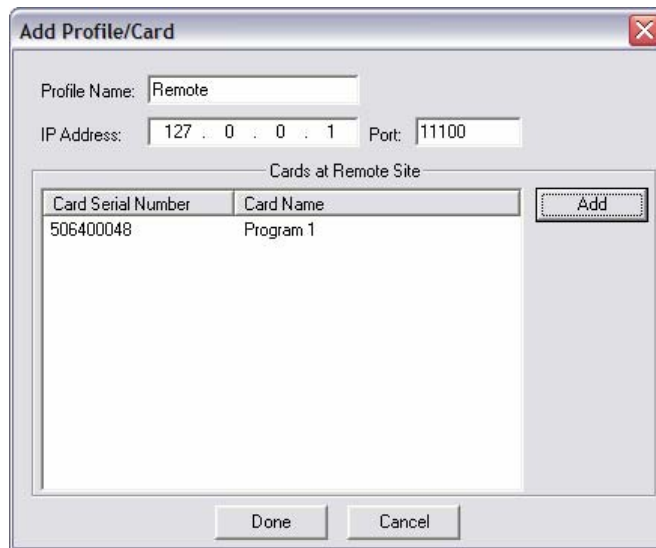 Add Profile/Card
Profile Name: Remote
IP Address: 127 . 0 . 0 . 1 Port: 11100
Cards at Remote Site
Card Serial Number Card Name Add
506400048 Program 1
Done Cancel